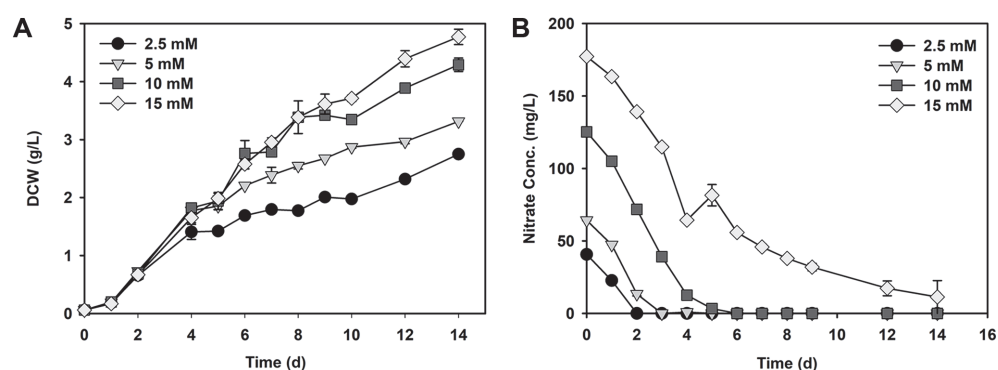 A
5
4
3
2
1
0
DCW (g/L)
2.5 mM
5 mM
10 mM
15 mM
0 2 4 6 8 10 12 14
Time (d)
B
200
150
100
50
0
Nitrate Conc. (mg/L)
2.5 mM
5 mM
10 mM
15 mM
0 2 4 6 8 10 12 14 16
Time (d)